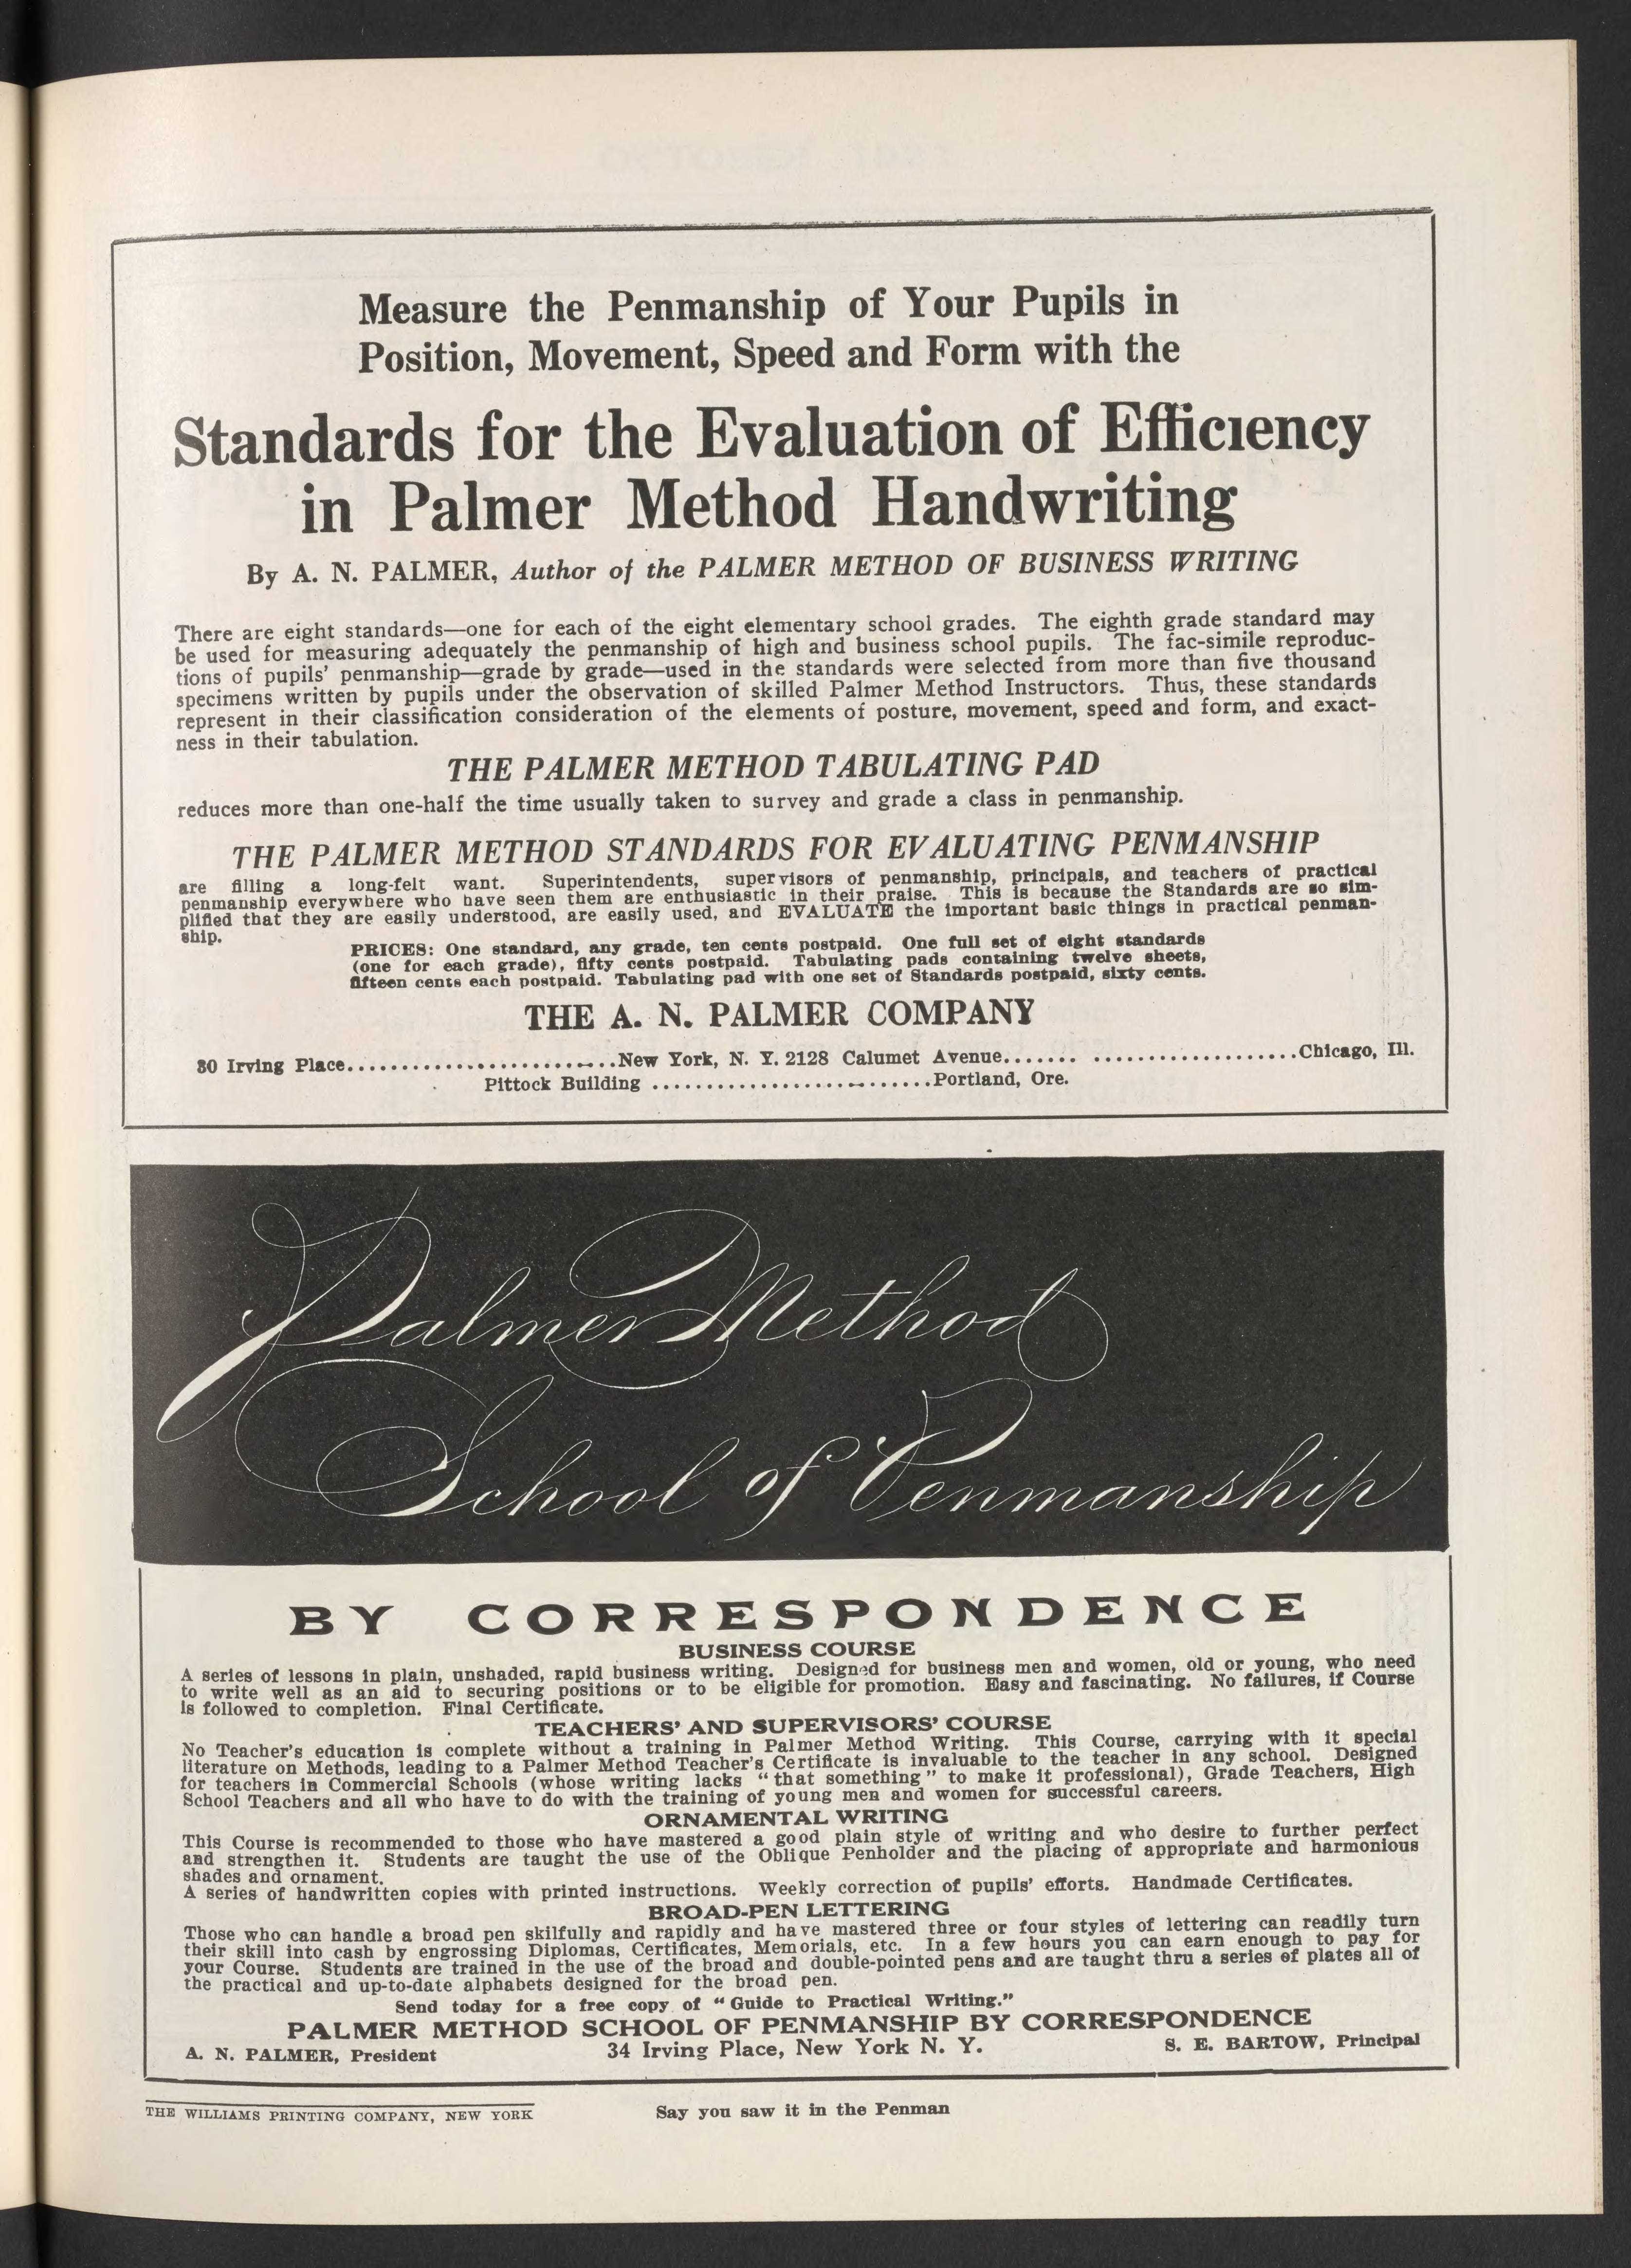 Measure the Penmanship of Your Pupils in
Position, Movement, Speed and Form with the
Standards for the Evaluation of Efficiency
in Palmer Method Handwriting
By A. N. PALMER, Author of the PALMER METHOD OF BUSINESS WRITING
There are eight standards—one for each of the eight elementary school grades. The eighth grade standard may
be used for measuring adequately the penmanship of high and business school pupils. The fac-simile reproduc-
tions of pupils' penmanship—grade by grade—used in the standards were selected from more than five thousand
specimens written by pupils under the observation of skilled Palmer Method Instructors. Thus, these standards
represent in their classification consideration of the elements of posture, movement, speed and form, and exact-
ness in their tabulation.
THE PALMER METHOD TABULATING PAD
reduces more than one-half the time usually taken to survey and grade a class in penmanship.
THE PALMER METHOD STANDARDS FOR EVALUATING PENMANSHIP
are filling a long-felt want. Superintendents, supervisors of penmanship, principals, and teachers of practical
penmanship everywhere who have seen them are enthusiastic in their praise. This is because the Standards are so sim-
plified that they are easily understood, are easily used, and EVALUATE the important basic things in practical penman-
ship.
PRICES: One standard, any grade, ten cents postpaid. One full set of eight standards
(one for each grade), fifty cents postpaid. Tabulating pads containing twelve sheets,
fifteen cents each postpaid. Tabulating pad with one set of Standards postpaid, sixty cents.
THE A. N. PALMER COMPANY
30 Irving Place.........................New York, N. Y. 2128 Calumet Avenue....... ...................Chicago, Ill.
Pittock Building ..........................Portland, Ore.
Palmer Method
School of Penmanship
BY CORRESPONDENCE
BUSINESS COURSE
A series of lessons in plain, unshaded, rapid business writing. Designed for business men and women, old or young, who need
to write well as an aid to securing positions or to be eligible for promotion. Easy and fascinating. No failures, if Course
is followed to completion. Final Certificate.
TEACHERS' AND SUPERVISORS' COURSE
No Teacher's education is complete without a training in Palmer Method Writing. This Course, carrying with it special
literature on Methods, leading to a Palmer Method Teacher's Certificate is invaluable to the teacher in any school. Designed
for teachers in Commercial Schools (whose writing lacks "that something" to make it professional), Grade Teachers, High
School Teachers and all who have to do with the training of young men and women for successful careers.
ORNAMENTAL WRITING
This Course is recommended to those who have mastered a good plain style of writing and who desire to further perfect
and strengthen it. Students are taught the use of the Oblique Penholder and the placing of appropriate and harmonious
shades and ornament.
A series of handwritten copies with printed instructions. Weekly correction of pupils' efforts. Handmade Certificates.
BROAD-PEN LETTERING
Those who can handle a broad pen skilfully and rapidly and have mastered three or four styles of lettering can readily turn
their skill into cash by engrossing Diplomas, Certificates, Memorials, etc. In a few hours you can earn enough to pay for
your Course. Students are trained in the use of the broad and double-pointed pens and are taught thru a series of plates all of
the practical and up-to-date alphabets designed for the broad pen.
Send today for a free copy of "Guide to Practical Writing."
PALMER METHOD SCHOOL OF PENMANSHIP BY CORRESPONDENCE
A. N. PALMER, President 34 Irving Place, New York N. Y. S. E. BARTOW, Principal
THE WILLIAMS PRINTING COMPANY, NEW YORK Say you saw it in the Penman